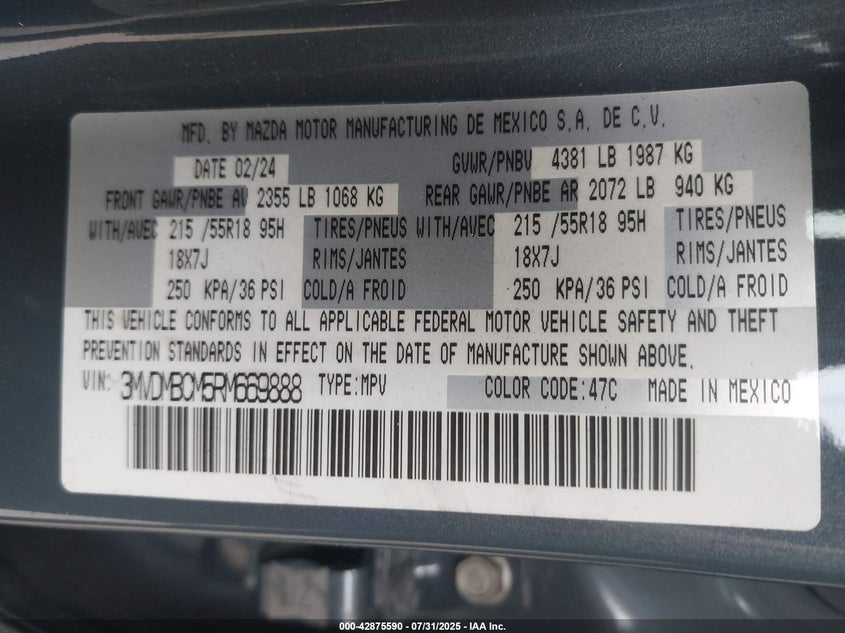 MFD. BY MAZDA MOTOR MANUFACTURING DE MEXICO S.A. DE C.V.
DATE 02/24 GVWR/PNBV 4381 LB 1987 KG
FRONT GAWR/PNBE AV 2355 LB 1068 KG REAR GAWR/PNBE AR 2072 LB 940 KG
WITH/AVEC 215 /55R18 95H TIRES/PNEUS WITH/AVEC 215 /55R18 95H TIRES/PNEUS
18X7J RIMS/JANTES 18X7J RIMS/JANTES
250 KPA/36 PSI COLD/A FROID 250 KPA/36 PSI COLD/A FROID
THIS VEHICLE CONFORMS TO ALL APPLICABLE FEDERAL MOTOR VEHICLE SAFETY AND THEFT
PREVENTION STANDARDS IN EFFECT ON THE DATE OF MANUFACTURE SHOWN ABOVE.
VIN: 3MVDMBCM5RM669888 TYPE:MPV COLOR CODE:47C MADE IN MEXICO
000-42875590 - 07/31/2025 - IAA Inc.